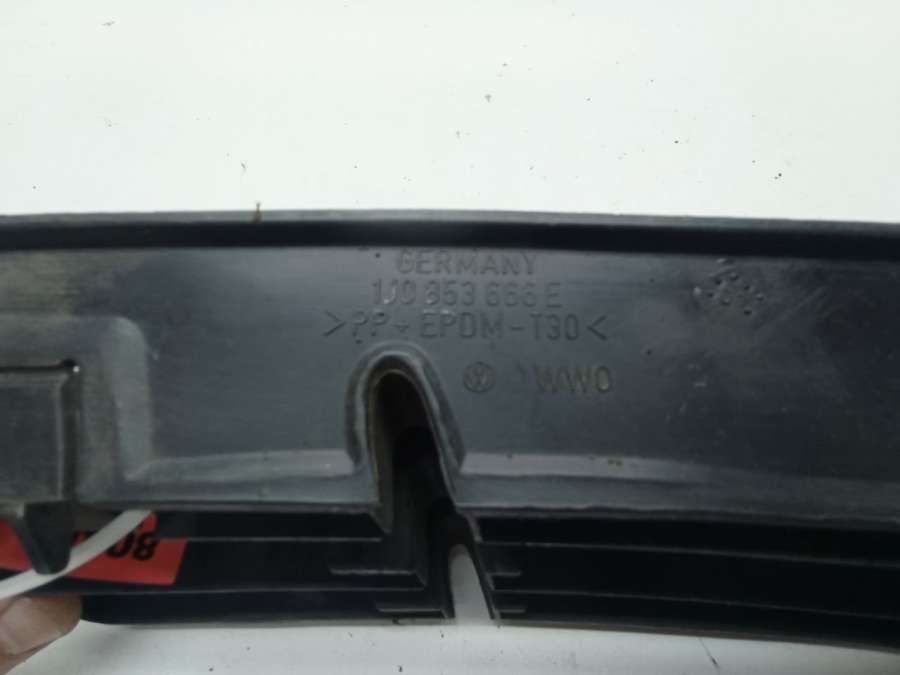 GERMANY
1J0 853 666 E
>PP+EPDM-T30<
WWO